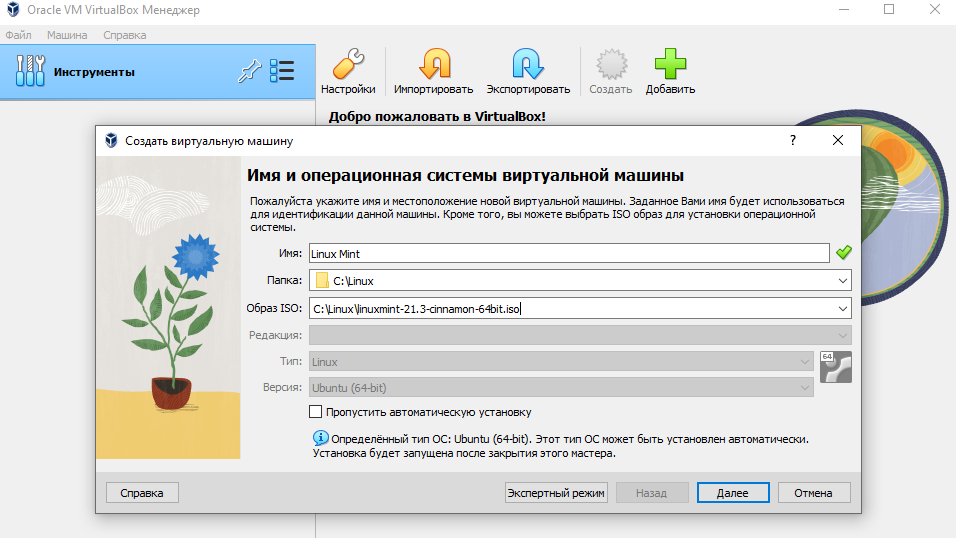 Oracle VM VirtualBox Менеджер
Файл Машина Справка
Инструменты
Настройки Импортировать Экспортировать Создать Добавить
Добро пожаловать в VirtualBox!
Создать виртуальную машину
?
Имя и операционная системы виртуальной машины
Пожалуйста укажите имя и местоположение новой виртуальной машины. Заданное Вами имя будет использоваться
для идентификации данной машины. Кроме того, вы можете выбрать ISO образ для установки операционной
системы.
Имя: Linux Mint
Папка: C:\Linux
Образ ISO: C:\Linux\linuxmint-21.3-cinnamon-64bit.iso
Редакция:
Тип: Linux
64
Версия: Ubuntu (64-bit)
Пропустить автоматическую установку
Определённый тип ОС: Ubuntu (64-bit). Этот тип ОС может быть установлен автоматически.
Установка будет запущена после закрытия этого мастера.
Справка Экспертный режим Назад Далее Отмена